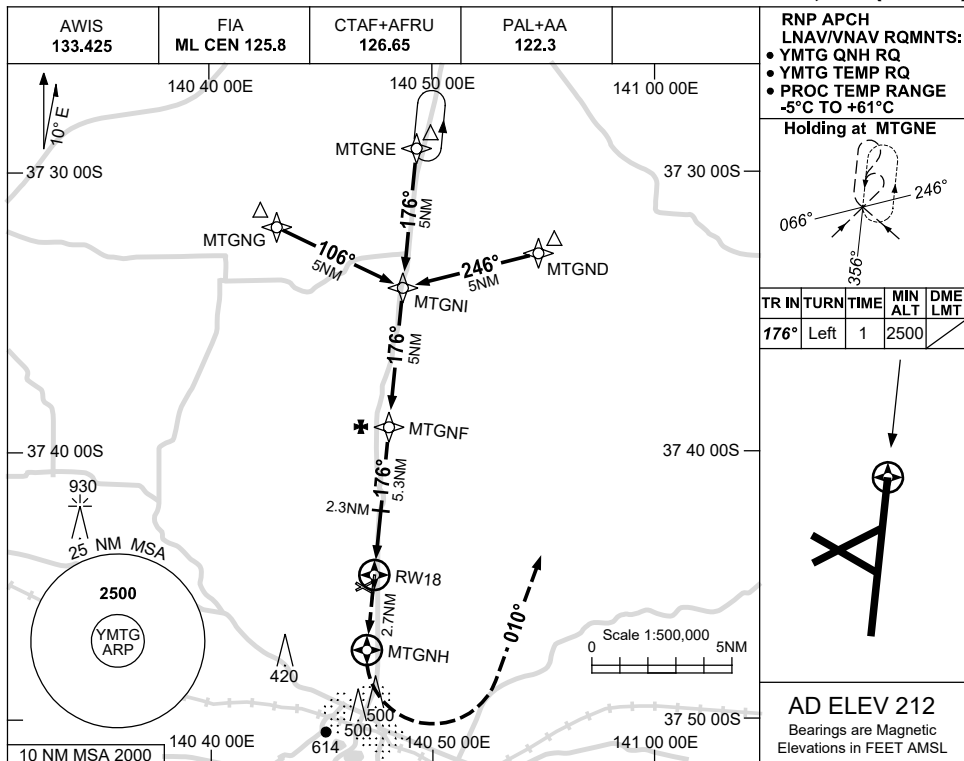 AWIS
133.425
FIA
ML CEN 125.8
CTAF+AFRU
126.65
PAL+AA
122.3
RNP APCH
LNAV/VNAV RQMNTS:
• YMTG QNH RQ
• YMTG TEMP RQ
• PROC TEMP RANGE
-5°C TO +61°C
Holding at MTGNE
066°
246°
356°
TR IN TURN TIME MIN ALT DME LMT
176° Left 1 2500
AD ELEV 212
Bearings are Magnetic
Elevations in FEET AMSL
140 40 00E
140 50 00E
141 00 00E
10° E
MTGNE
37 30 00S
37 30 00S
176°
5NM
MTGNG
106°
5NM
246°
5NM
MTGND
MTGNI
176°
5NM
MTGNF
37 40 00S
37 40 00S
176°
5.3NM
2.3NM
930
25 NM MSA
2500
YMTG
ARP
RW18
2.7NM
MTGNH
010°
Scale 1:500,000
0 5NM
420
500
500
614
37 50 00S
10 NM MSA 2000
140 40 00E
140 50 00E
141 00 00E